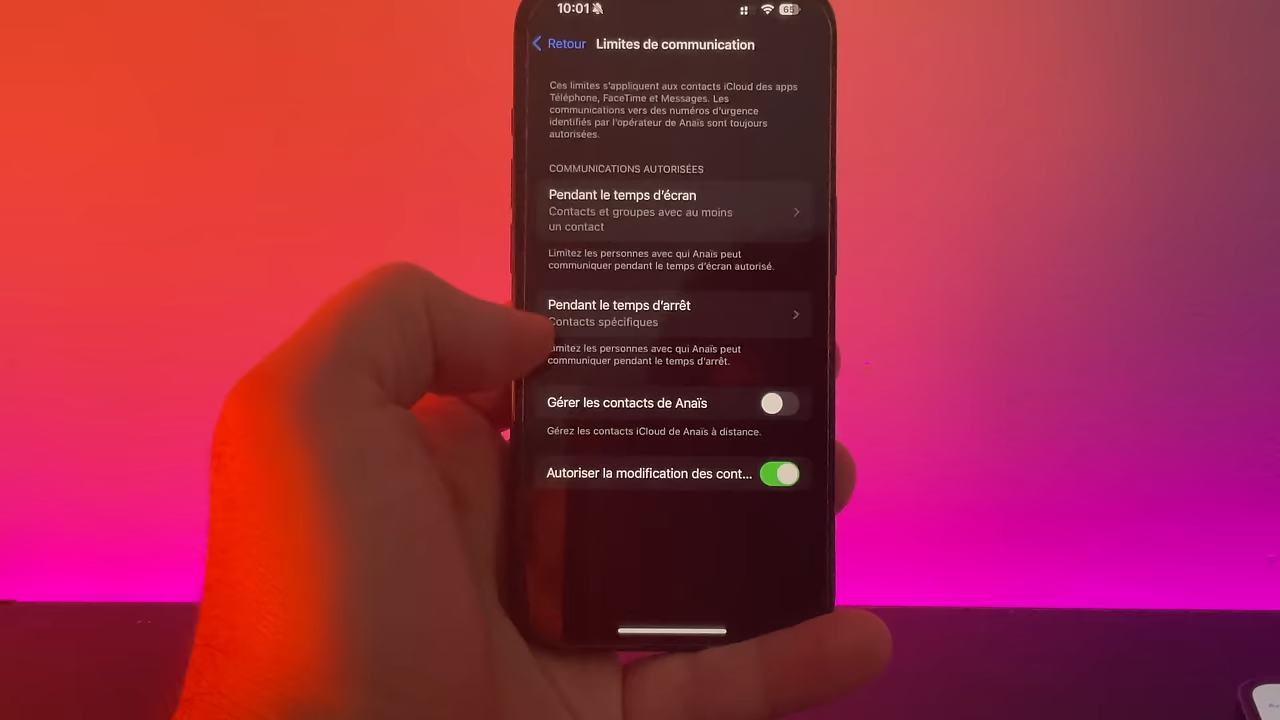 10:01
65
Retour Limites de communication
Ces limites s'appliquent aux contacts iCloud des apps
Téléphone, FaceTime et Messages. Les
communications vers des numéros d'urgence
identifiés par l'opérateur de Anaïs sont toujours
autorisées.
COMMUNICATIONS AUTORISÉES
Pendant le temps d'écran
Contacts et groupes avec au moins
un contact
Limitez les personnes avec qui Anaïs peut
communiquer pendant le temps d'écran autorisé.
Pendant le temps d'arrêt
Contacts spécifiques
Limitez les personnes avec qui Anaïs peut
communiquer pendant le temps d'arrêt.
Gérer les contacts de Anaïs
Gérez les contacts iCloud de Anaïs à distance.
Autoriser la modification des cont...